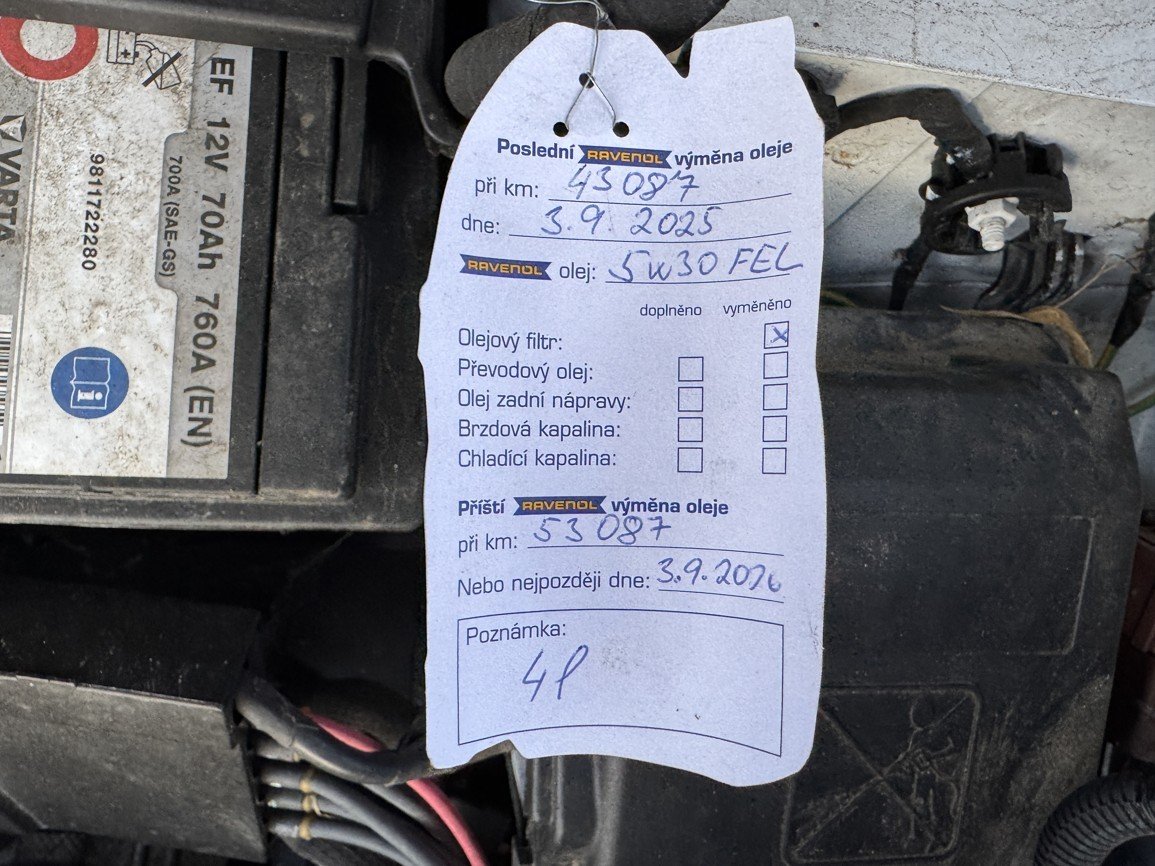 EF 12V 70Ah 760A (EN)
700A (SAE-GS)
9811722280
VARTA
Poslední RAVENOL výměna oleje
při km: 43 087
dne: 3.9. 2025
RAVENOL olej: 5w30 FEL
doplněno vyměněno
Olejový filtr: x
Převodový olej:
Olej zadní nápravy:
Brzdová kapalina:
Chladící kapalina:
Příští RAVENOL výměna oleje
při km: 53 087
Nebo nejpozději dne: 3.9.2026
Poznámka:
4l